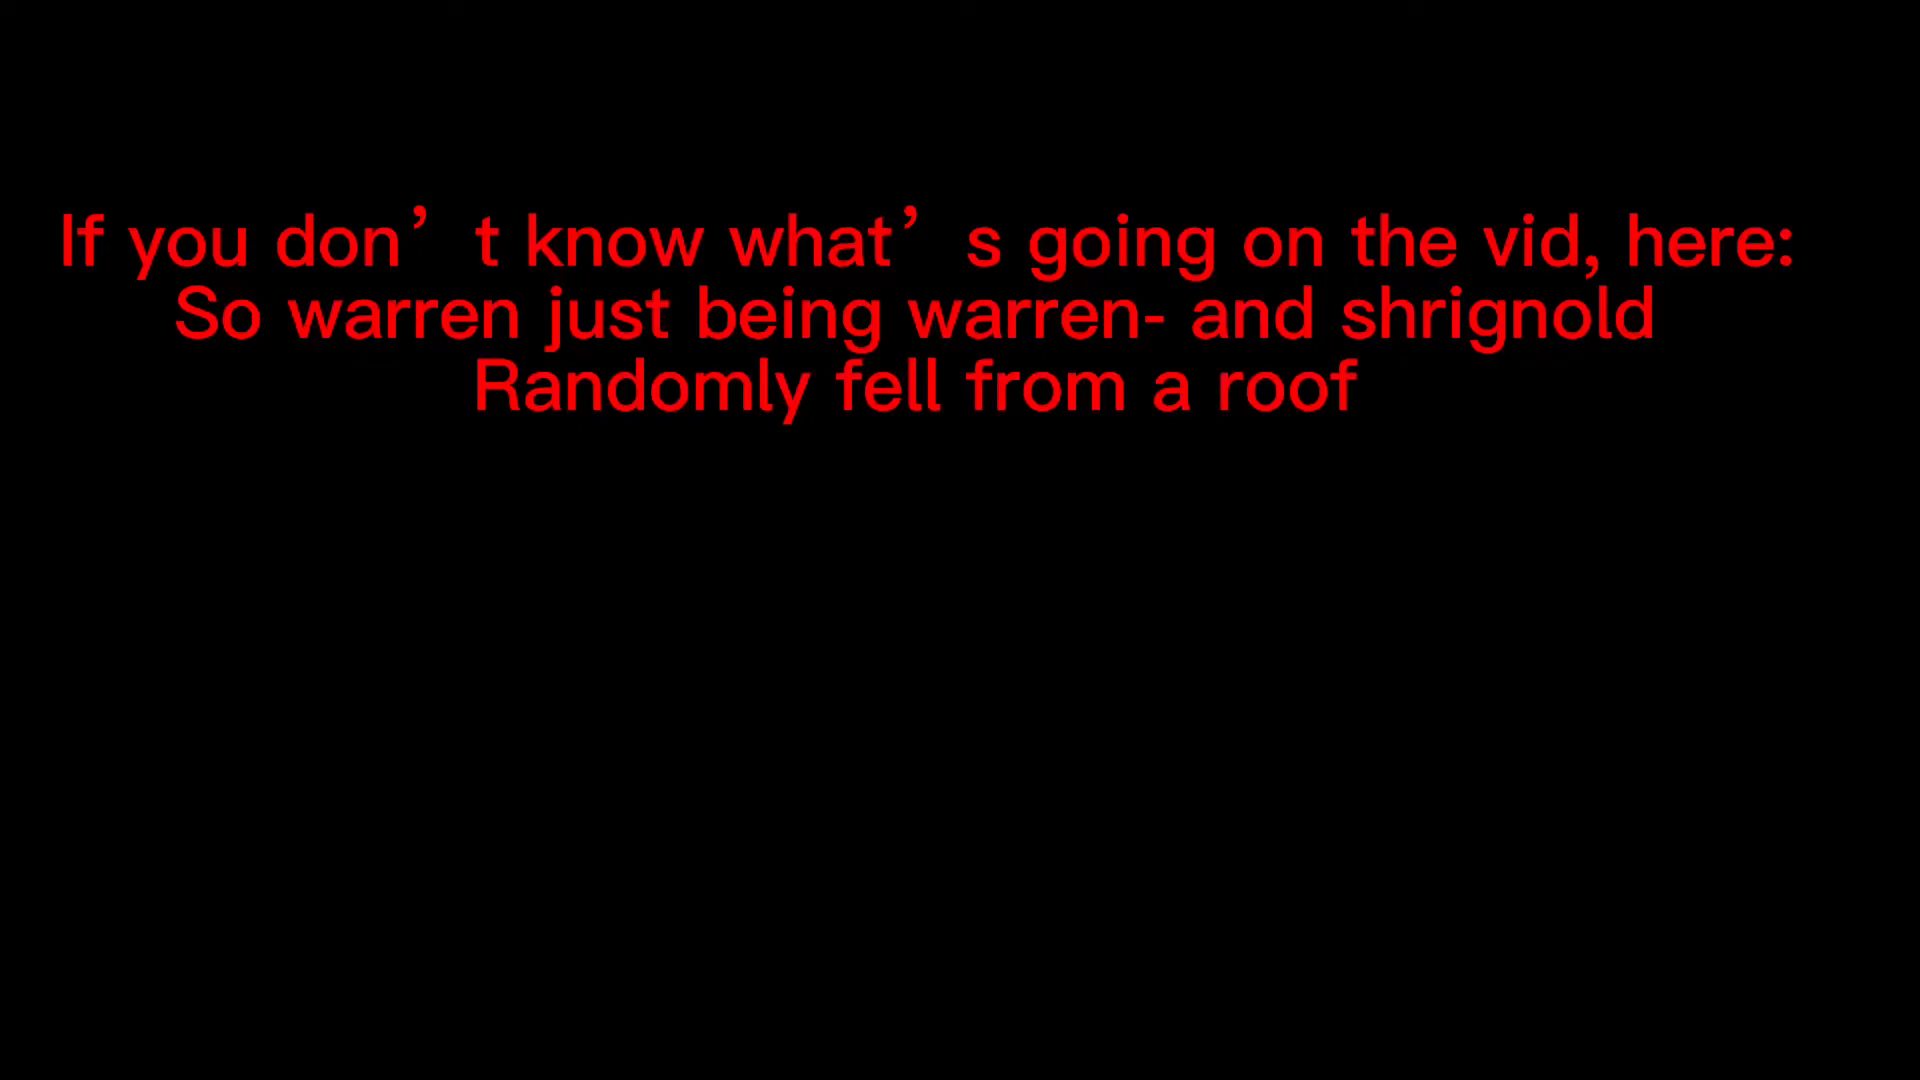 If you don’t know what’s going on the vid, here:
So warren just being warren- and shrignold
Randomly fell from a roof